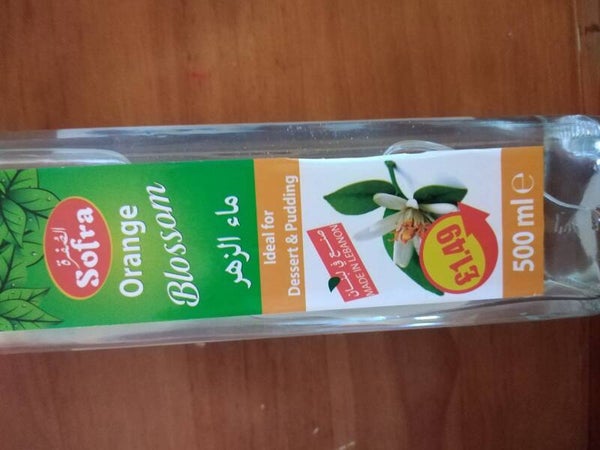 السفرة
Sofra
Orange
Blossom
ماء الزهر
Ideal for
Dessert & Pudding
صنع في لبنان
MADE IN LEBANON
£1.49
500 ml e